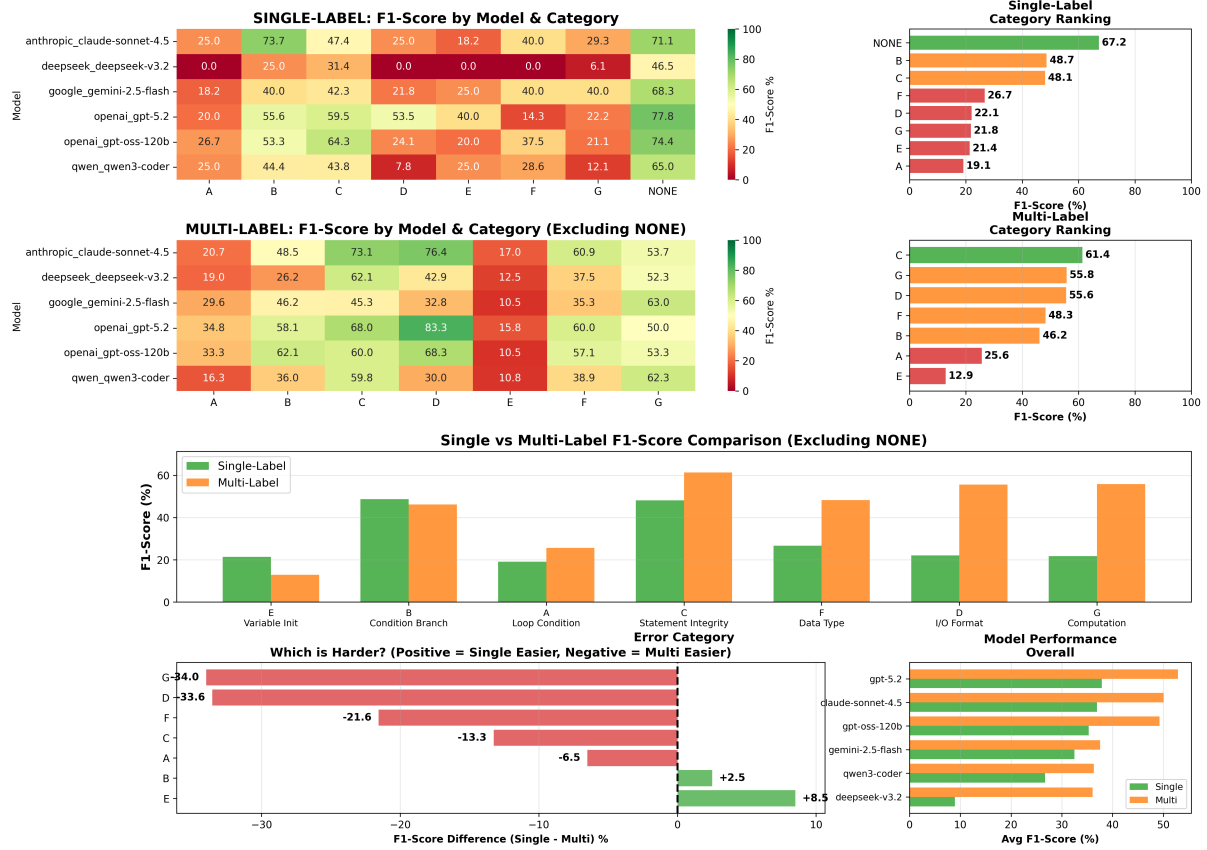 SINGLE-LABEL: F1-Score by Model & Category
Model
anthropic_claude-sonnet-4.5 25.0 73.7 47.4 25.0 18.2 40.0 29.3 71.1
deepseek_deepseek-v3.2 0.0 25.0 31.4 0.0 0.0 0.0 6.1 46.5
google_gemini-2.5-flash 18.2 40.0 42.3 21.8 25.0 40.0 40.0 68.3
openai_gpt-5.2 20.0 55.6 59.5 53.5 40.0 14.3 22.2 77.8
openai_gpt-oss-120b 26.7 53.3 64.3 24.1 20.0 37.5 21.1 74.4
qwen_qwen3-coder 25.0 44.4 43.8 7.8 25.0 28.6 12.1 65.0
A B C D E F G NONE
100
80
60
40
20
0
F1-Score %
Single-Label
Category Ranking
NONE 67.2
B 48.7
C 48.1
F 26.7
D 22.1
G 21.8
E 21.4
A 19.1
0 20 40 60 80 100
F1-Score (%)
MULTI-LABEL: F1-Score by Model & Category (Excluding NONE)
Model
anthropic_claude-sonnet-4.5 20.7 48.5 73.1 76.4 17.0 60.9 53.7
deepseek_deepseek-v3.2 19.0 26.2 62.1 42.9 12.5 37.5 52.3
google_gemini-2.5-flash 29.6 46.2 45.3 32.8 10.5 35.3 63.0
openai_gpt-5.2 34.8 58.1 68.0 83.3 15.8 60.0 50.0
openai_gpt-oss-120b 33.3 62.1 60.0 68.3 10.5 57.1 53.3
qwen_qwen3-coder 16.3 36.0 59.8 30.0 10.8 38.9 62.3
A B C D E F G
100
80
60
40
20
0
F1-Score %
Multi-Label
Category Ranking
C 61.4
G 55.8
D 55.6
F 48.3
B 46.2
A 25.6
E 12.9
0 20 40 60 80 100
F1-Score (%)
Single vs Multi-Label F1-Score Comparison (Excluding NONE)
Single-Label
Multi-Label
F1-Score (%)
60
40
20
0
E B A C F D G
Variable Init Condition Branch Loop Condition Statement Integrity Data Type I/O Format Computation
Error Category
Which is Harder? (Positive = Single Easier, Negative = Multi Easier)
G -34.0
D -33.6
F -21.6
C -13.3
A -6.5
B +2.5
E +8.5
−30 −20 −10 0 10
F1-Score Difference (Single - Multi) %
Model Performance
Overall
gpt-5.2
claude-sonnet-4.5
gpt-oss-120b
gemini-2.5-flash
qwen3-coder
deepseek-v3.2
Single
Multi
0 10 20 30 40 50
Avg F1-Score (%)